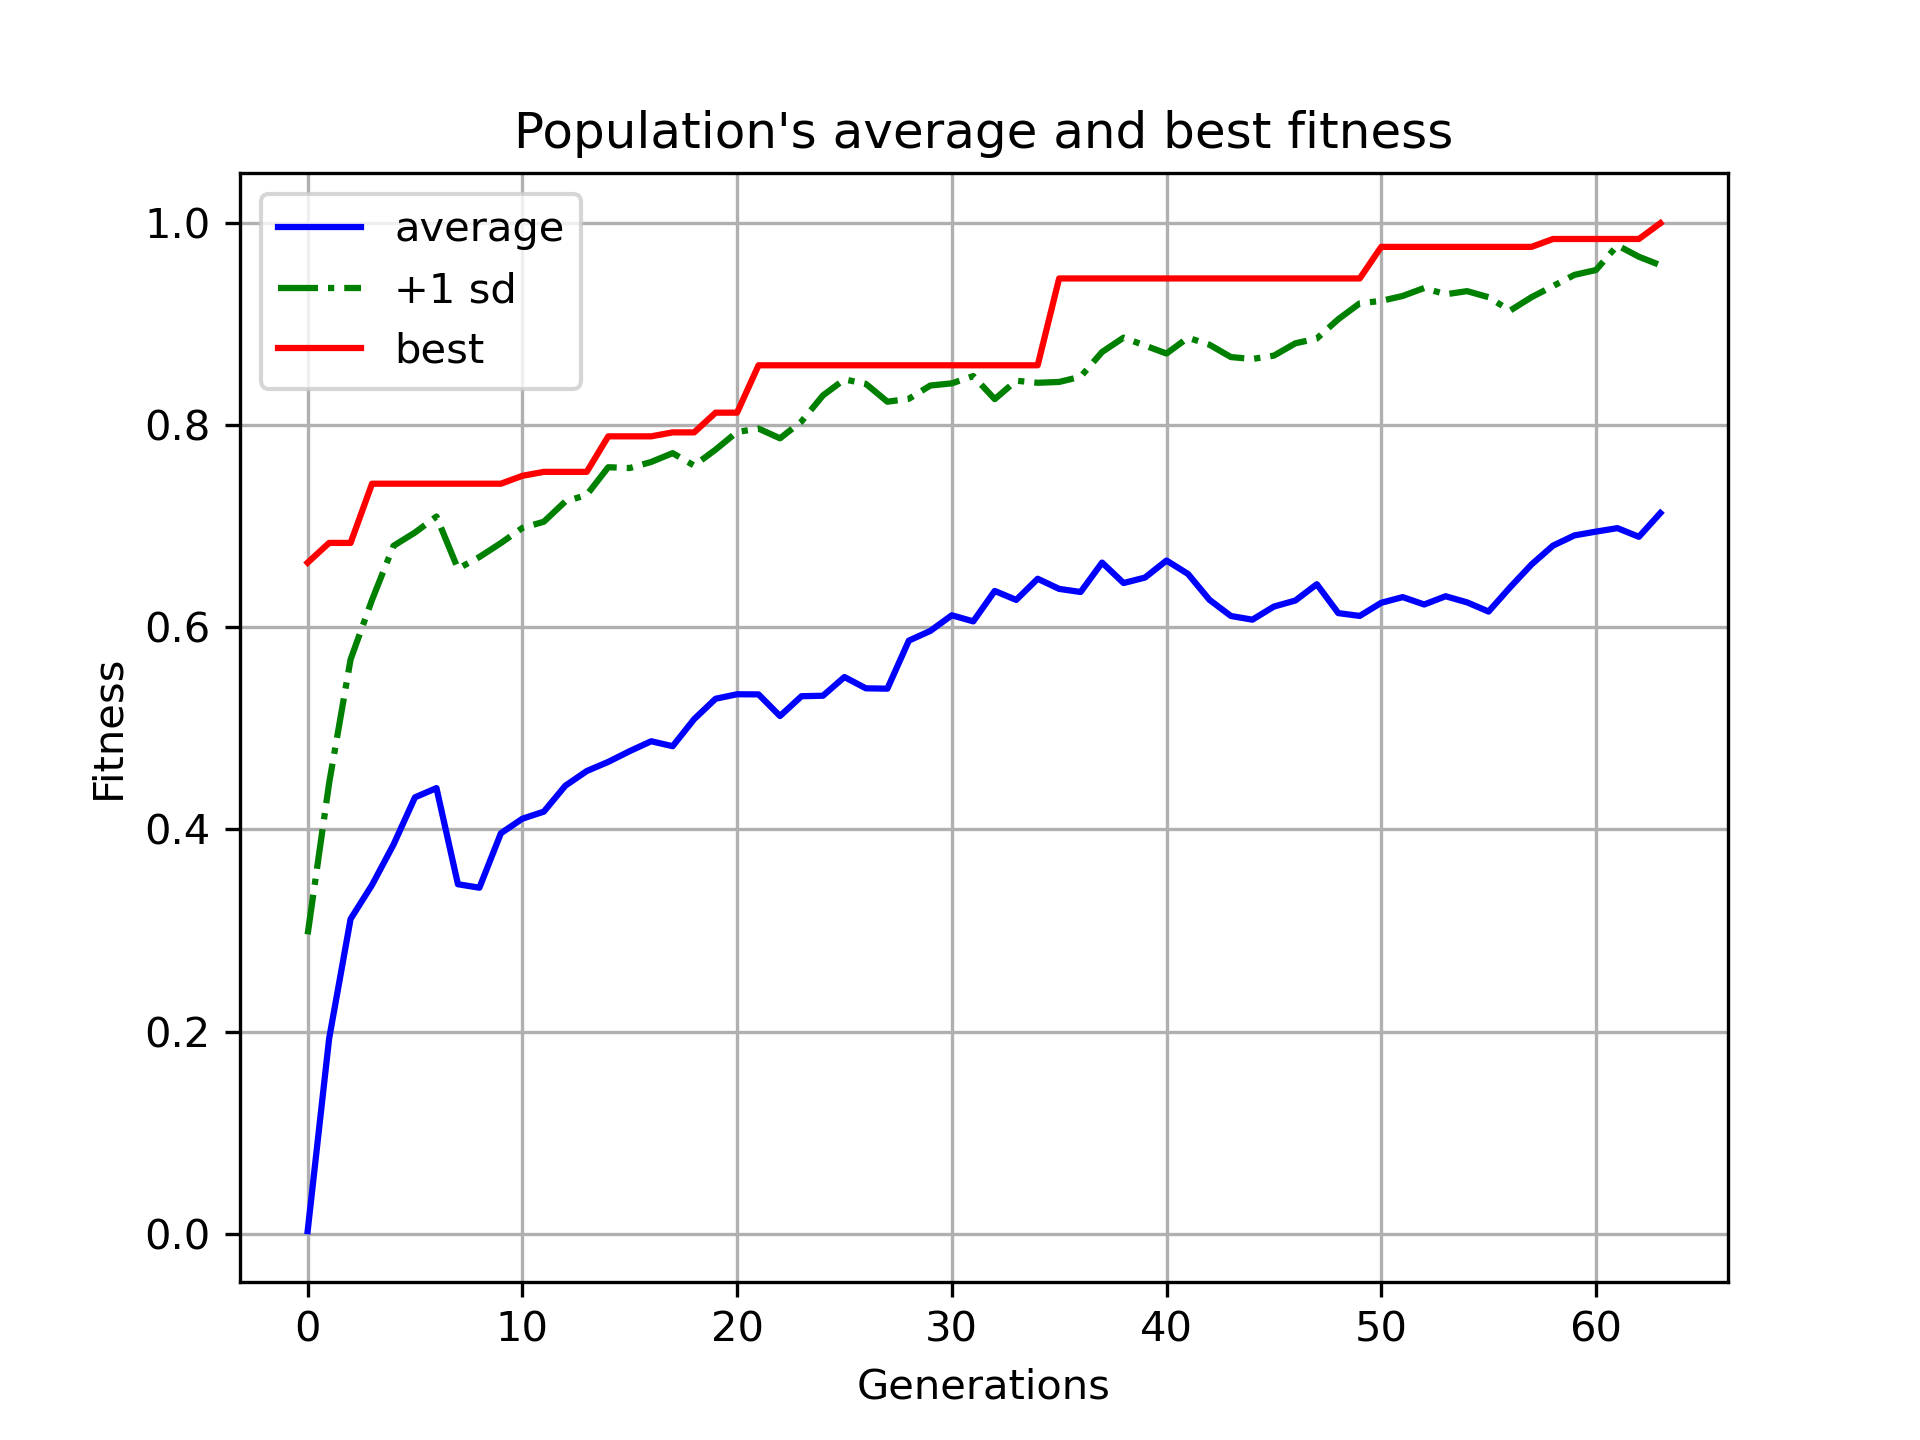 Population's average and best fitness
average
+1 sd
best
1.0
0.8
0.6
0.4
0.2
0.0
Fitness
0 10 20 30 40 50 60
Generations